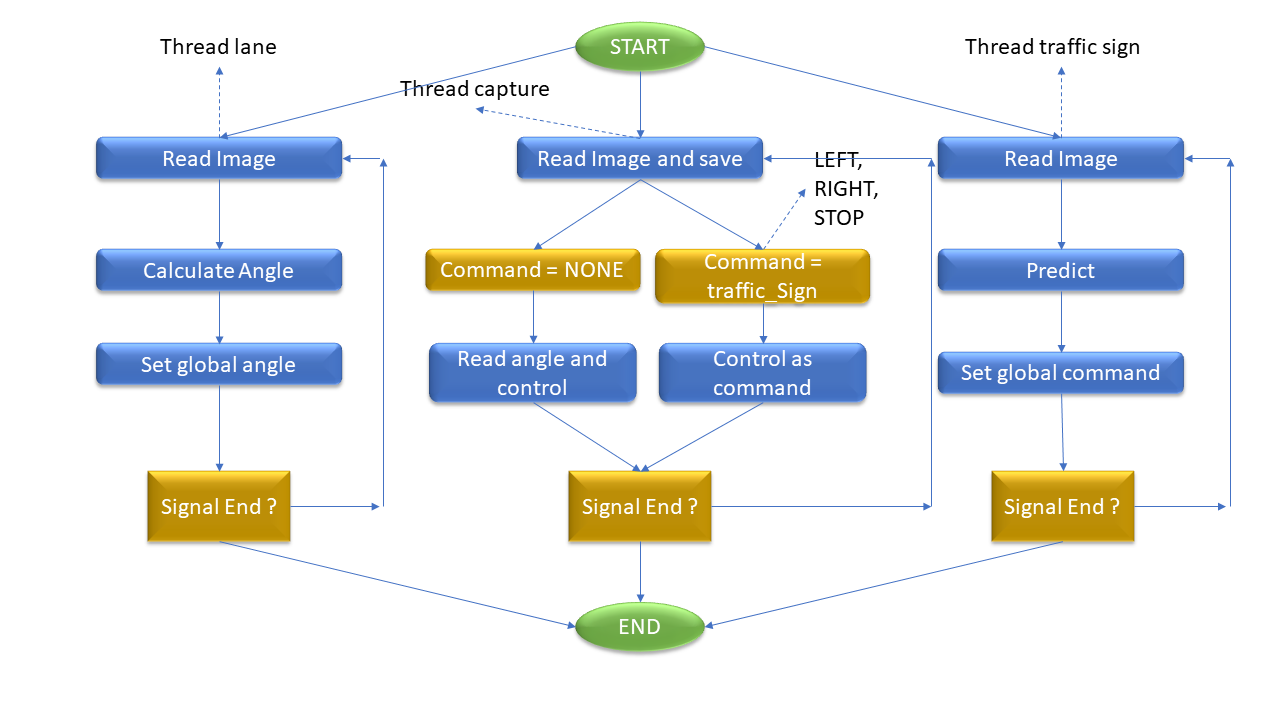 START
Thread lane
Thread capture
Thread traffic sign
Read Image
Read Image and save
Read Image
LEFT,
RIGHT,
STOP
Calculate Angle
Command = NONE
Command =
traffic_Sign
Predict
Set global angle
Read angle and
control
Control as
command
Set global command
Signal End ?
Signal End ?
Signal End ?
END